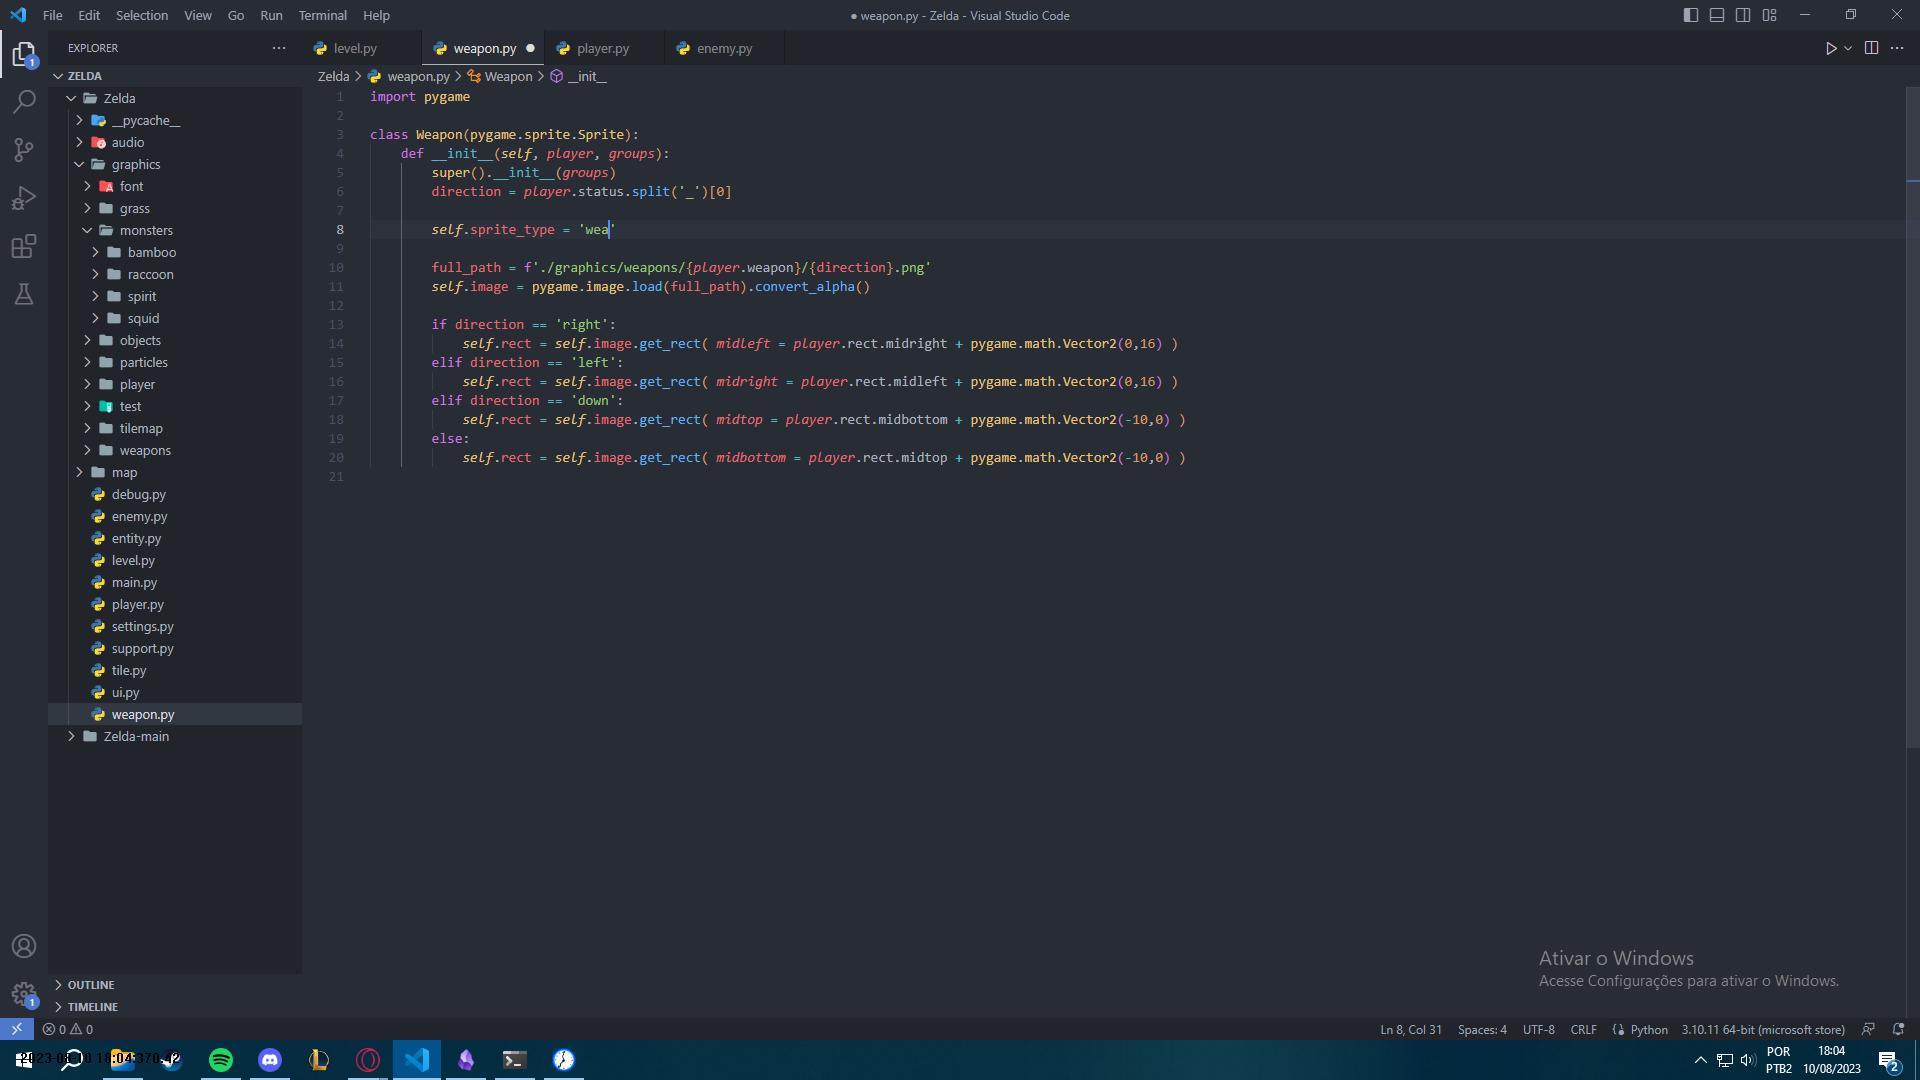 File Edit Selection View Go Run Terminal Help
● weapon.py - Zelda - Visual Studio Code
EXPLORER
level.py
weapon.py
player.py
enemy.py
ZELDA
Zelda
__pycache__
audio
graphics
font
grass
monsters
bamboo
raccoon
spirit
squid
objects
particles
player
test
tilemap
weapons
map
debug.py
enemy.py
entity.py
level.py
main.py
player.py
settings.py
support.py
tile.py
ui.py
weapon.py
Zelda-main
OUTLINE
TIMELINE
Zelda > weapon.py > Weapon > __init__
1 import pygame
2
3 class Weapon(pygame.sprite.Sprite):
4     def __init__(self, player, groups):
5         super().__init__(groups)
6         direction = player.status.split('_')[0]
7
8         self.sprite_type = 'wea'
9
10         full_path = f'./graphics/weapons/{player.weapon}/{direction}.png'
11         self.image = pygame.image.load(full_path).convert_alpha()
12
13         if direction == 'right':
14             self.rect = self.image.get_rect( midleft = player.rect.midright + pygame.math.Vector2(0,16) )
15         elif direction == 'left':
16             self.rect = self.image.get_rect( midright = player.rect.midleft + pygame.math.Vector2(0,16) )
17         elif direction == 'down':
18             self.rect = self.image.get_rect( midtop = player.rect.midbottom + pygame.math.Vector2(-10,0) )
19         else:
20             self.rect = self.image.get_rect( midbottom = player.rect.midtop + pygame.math.Vector2(-10,0) )
21
Ativar o Windows
Acesse Configurações para ativar o Windows.
0 0
Ln 8, Col 31 Spaces: 4 UTF-8 CRLF Python 3.10.11 64-bit (microsoft store)
POR
PTB2
18:04
10/08/2023
2
1
1